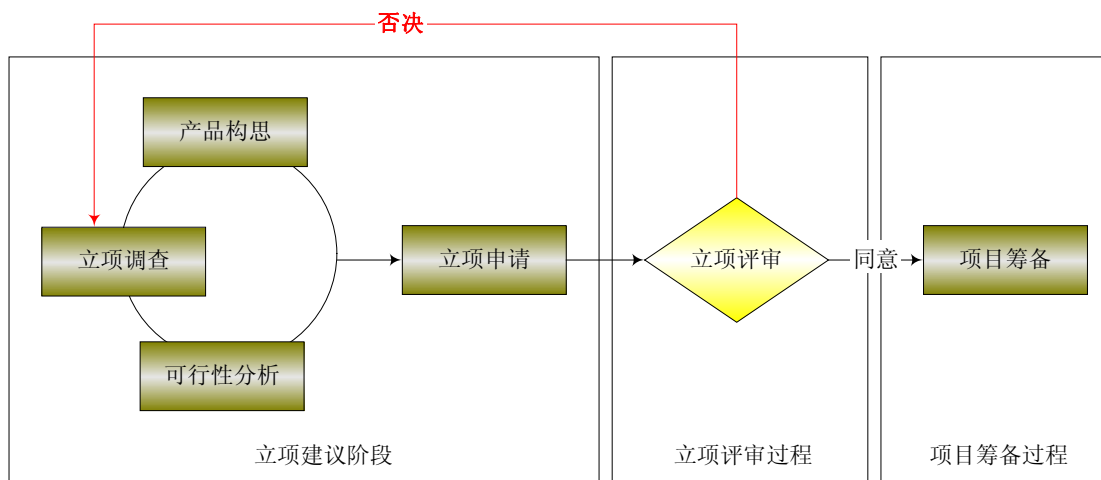 否决
产品构思
立项调查
立项申请
立项评审
同意
项目筹备
可行性分析
立项建议阶段
立项评审过程
项目筹备过程